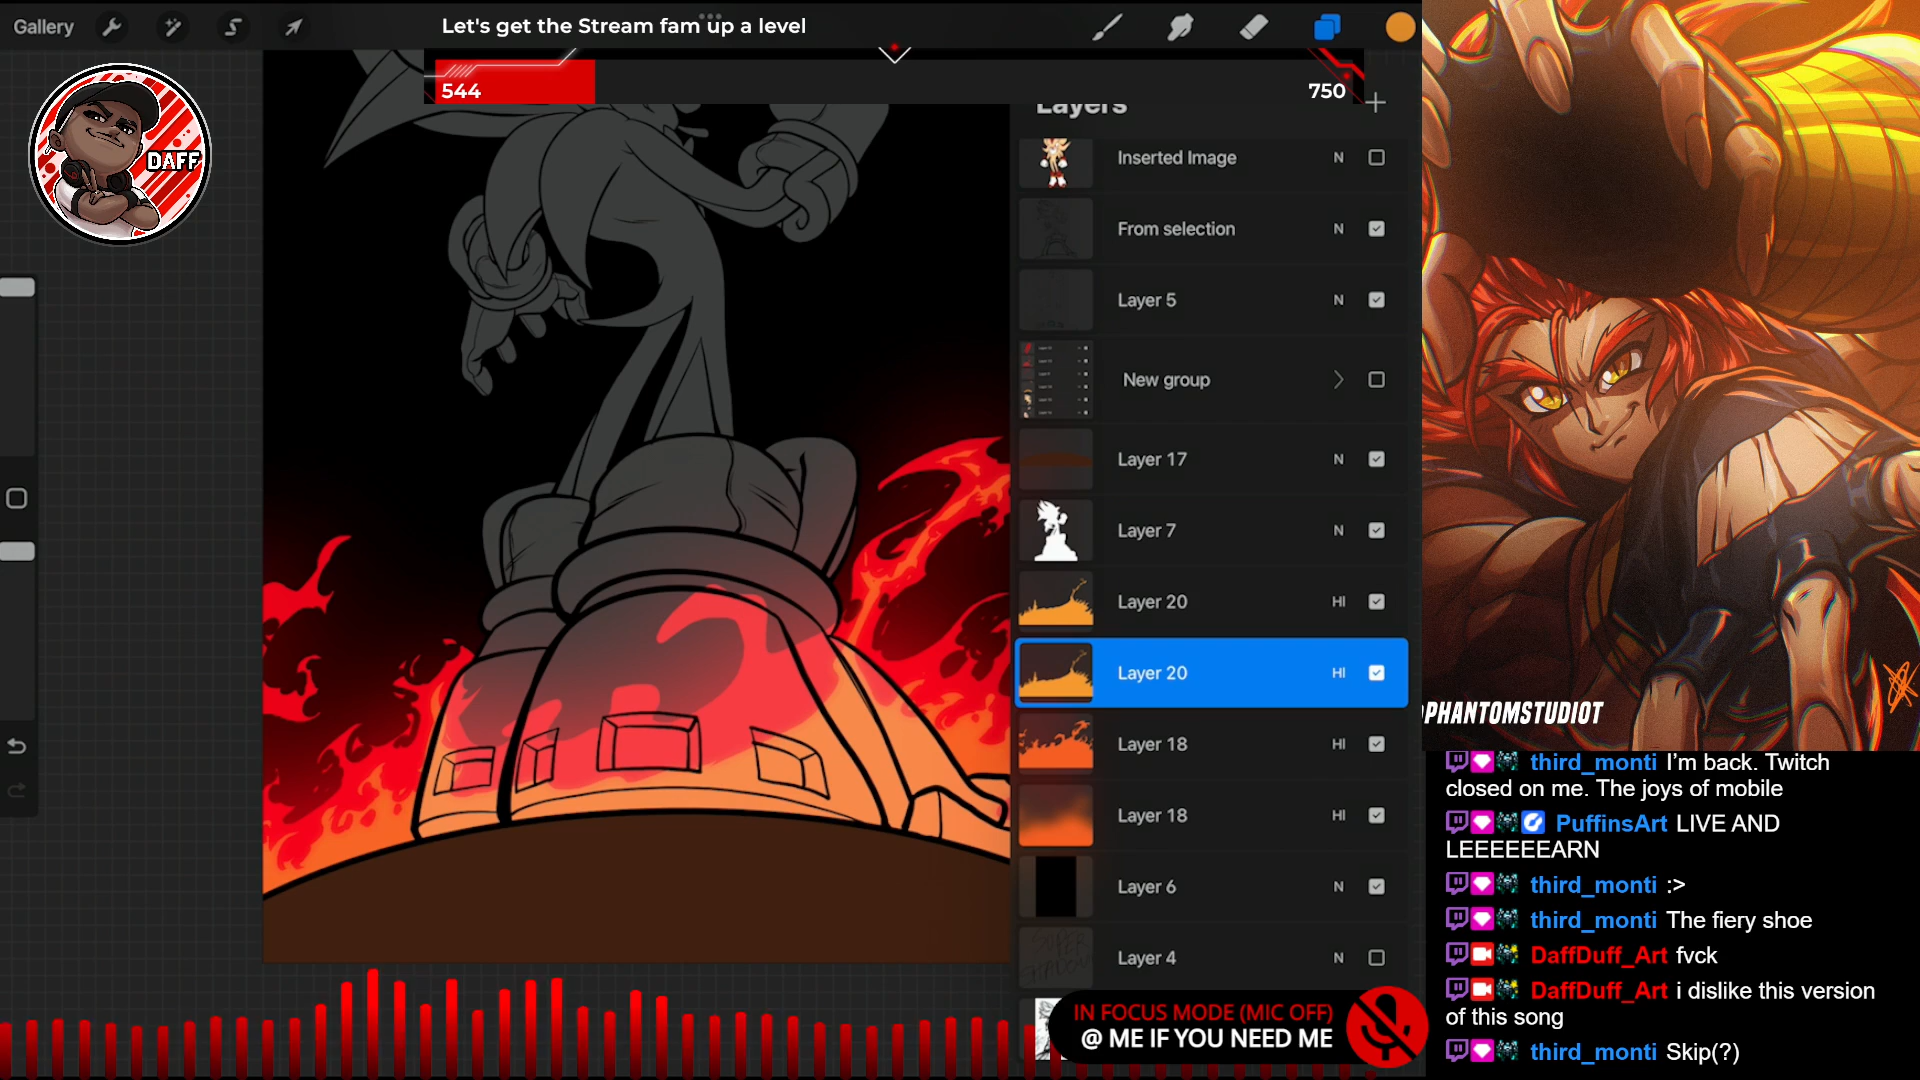 Gallery
Let's get the Stream fam up a level
544
750
DAFF
Layers
Inserted Image N
From selection N
Layer 5 N
New group
Layer 17 N
Layer 7 N
Layer 20 HI
Layer 20 HI
Layer 18 HI
Layer 18 HI
Layer 6 N
Layer 4 N
IN FOCUS MODE (MIC OFF)
@ ME IF YOU NEED ME
@PHANTOMSTUDIOT
third_monti I'm back. Twitch
closed on me. The joys of mobile
PuffinsArt LIVE AND
LEEEEEEARN
third_monti :>
third_monti The fiery shoe
DaffDuff_Art fvck
DaffDuff_Art i dislike this version
of this song
third_monti Skip(?)